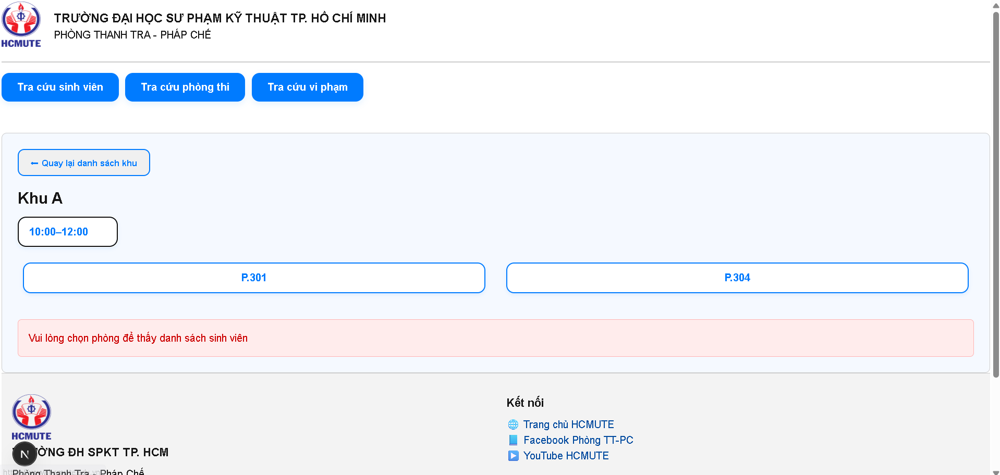 HCMUTE
TRƯỜNG ĐẠI HỌC SƯ PHẠM KỸ THUẬT TP. HỒ CHÍ MINH
PHÒNG THANH TRA - PHÁP CHẾ
Tra cứu sinh viên
Tra cứu phòng thi
Tra cứu vi phạm
← Quay lại danh sách khu
Khu A
10:00–12:00
P.301
P.304
Vui lòng chọn phòng để thấy danh sách sinh viên
HCMUTE
ĐH SPKT TP. HCM
N
Phòng Thanh Tra - Pháp Chế
Kết nối
Trang chủ HCMUTE
Facebook Phòng TT-PC
YouTube HCMUTE